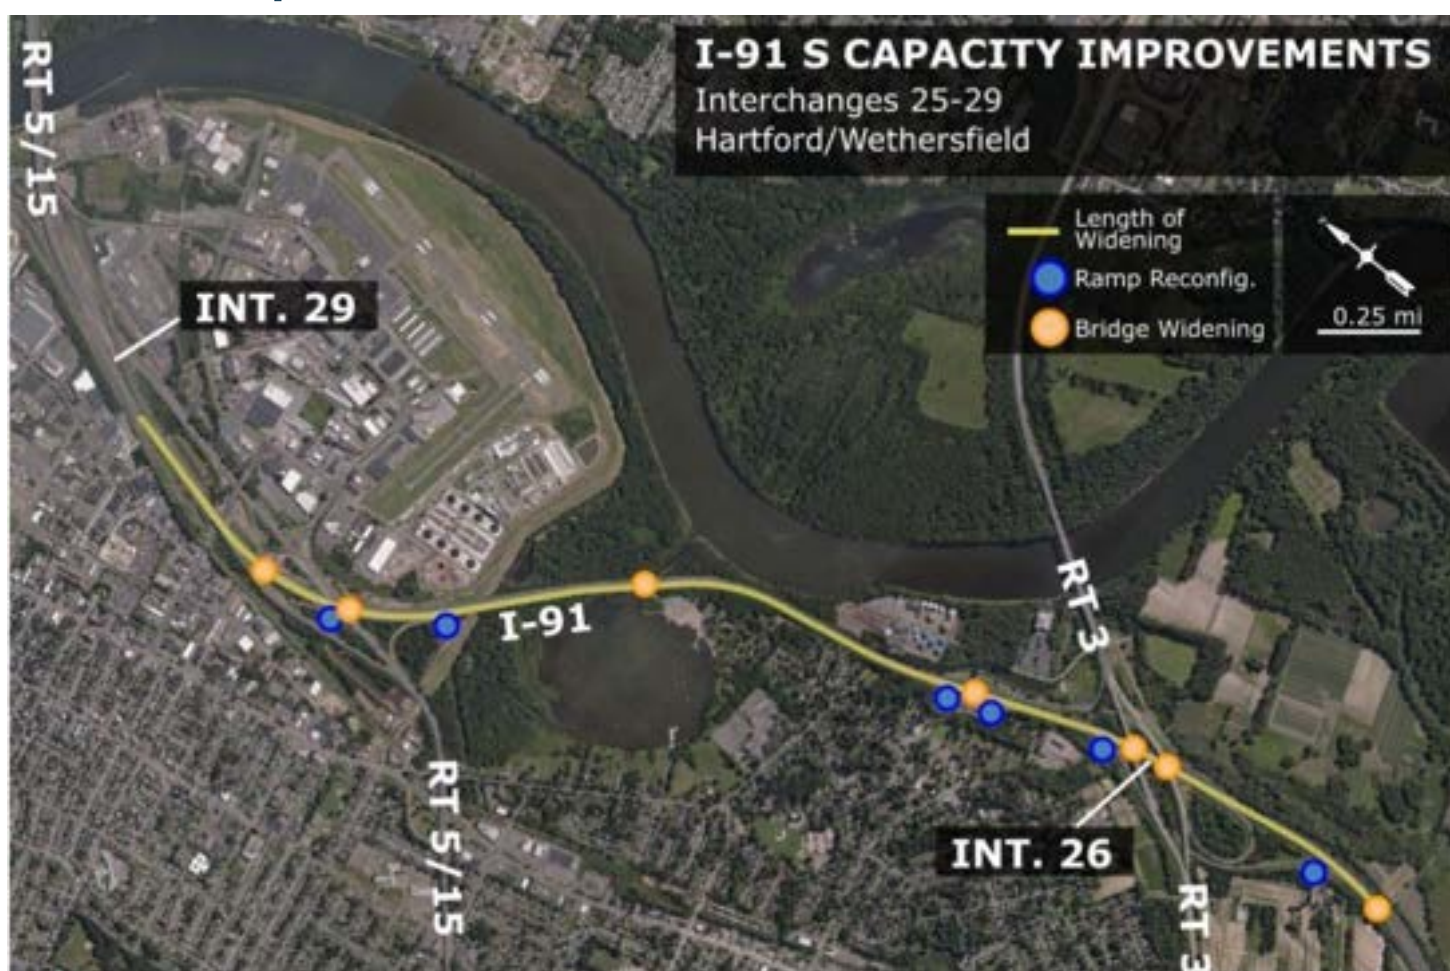 I-91 S CAPACITY IMPROVEMENTS
Interchanges 25-29
Hartford/Wethersfield
Length of
Widening
Ramp Reconfig.
Bridge Widening
0.25 mi
RT 5/15
INT. 29
I-91
RT 3
INT. 26
RT 5/15
RT 3